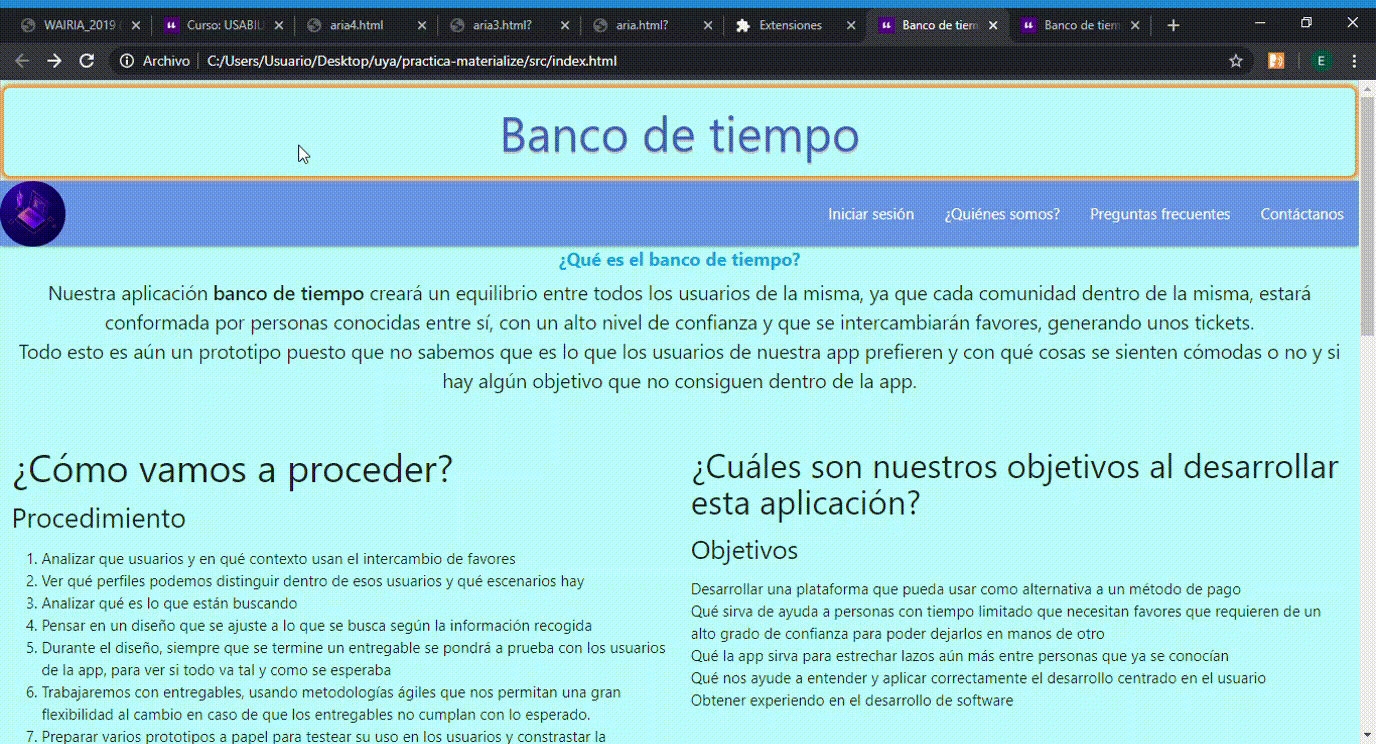 WAIRIA_2019
Curso: USABIL
aria4.html
aria3.html?
aria.html?
Extensiones
Banco de tiem
Banco de tiem
Archivo
C:/Users/Usuario/Desktop/uya/practica-materialize/src/index.html
E
Banco de tiempo
Iniciar sesión
¿Quiénes somos?
Preguntas frecuentes
Contáctanos
¿Qué es el banco de tiempo?
Nuestra aplicación banco de tiempo creará un equilibrio entre todos los usuarios de la misma, ya que cada comunidad dentro de la misma, estará
conformada por personas conocidas entre sí, con un alto nivel de confianza y que se intercambiarán favores, generando unos tickets.
Todo esto es aún un prototipo puesto que no sabemos que es lo que los usuarios de nuestra app prefieren y con qué cosas se sienten cómodas o no y si
hay algún objetivo que no consiguen dentro de la app.
¿Cómo vamos a proceder?
Procedimiento
1. Analizar que usuarios y en qué contexto usan el intercambio de favores
2. Ver qué perfiles podemos distinguir dentro de esos usuarios y qué escenarios hay
3. Analizar qué es lo que están buscando
4. Pensar en un diseño que se ajuste a lo que se busca según la información recogida
5. Durante el diseño, siempre que se termine un entregable se pondrá a prueba con los usuarios
de la app, para ver si todo va tal y como se esperaba
6. Trabajaremos con entregables, usando metodologías ágiles que nos permitan una gran
flexibilidad al cambio en caso de que los entregables no cumplan con lo esperado.
7. Preparar varios prototipos a papel para testear su uso en los usuarios y constrastar la
¿Cuáles son nuestros objetivos al desarrollar
esta aplicación?
Objetivos
Desarrollar una plataforma que pueda usar como alternativa a un método de pago
Qué sirva de ayuda a personas con tiempo limitado que necesitan favores que requieren de un
alto grado de confianza para poder dejarlos en manos de otro
Qué la app sirva para estrechar lazos aún más entre personas que ya se conocían
Qué nos ayude a entender y aplicar correctamente el desarrollo centrado en el usuario
Obtener experiendo en el desarrollo de software